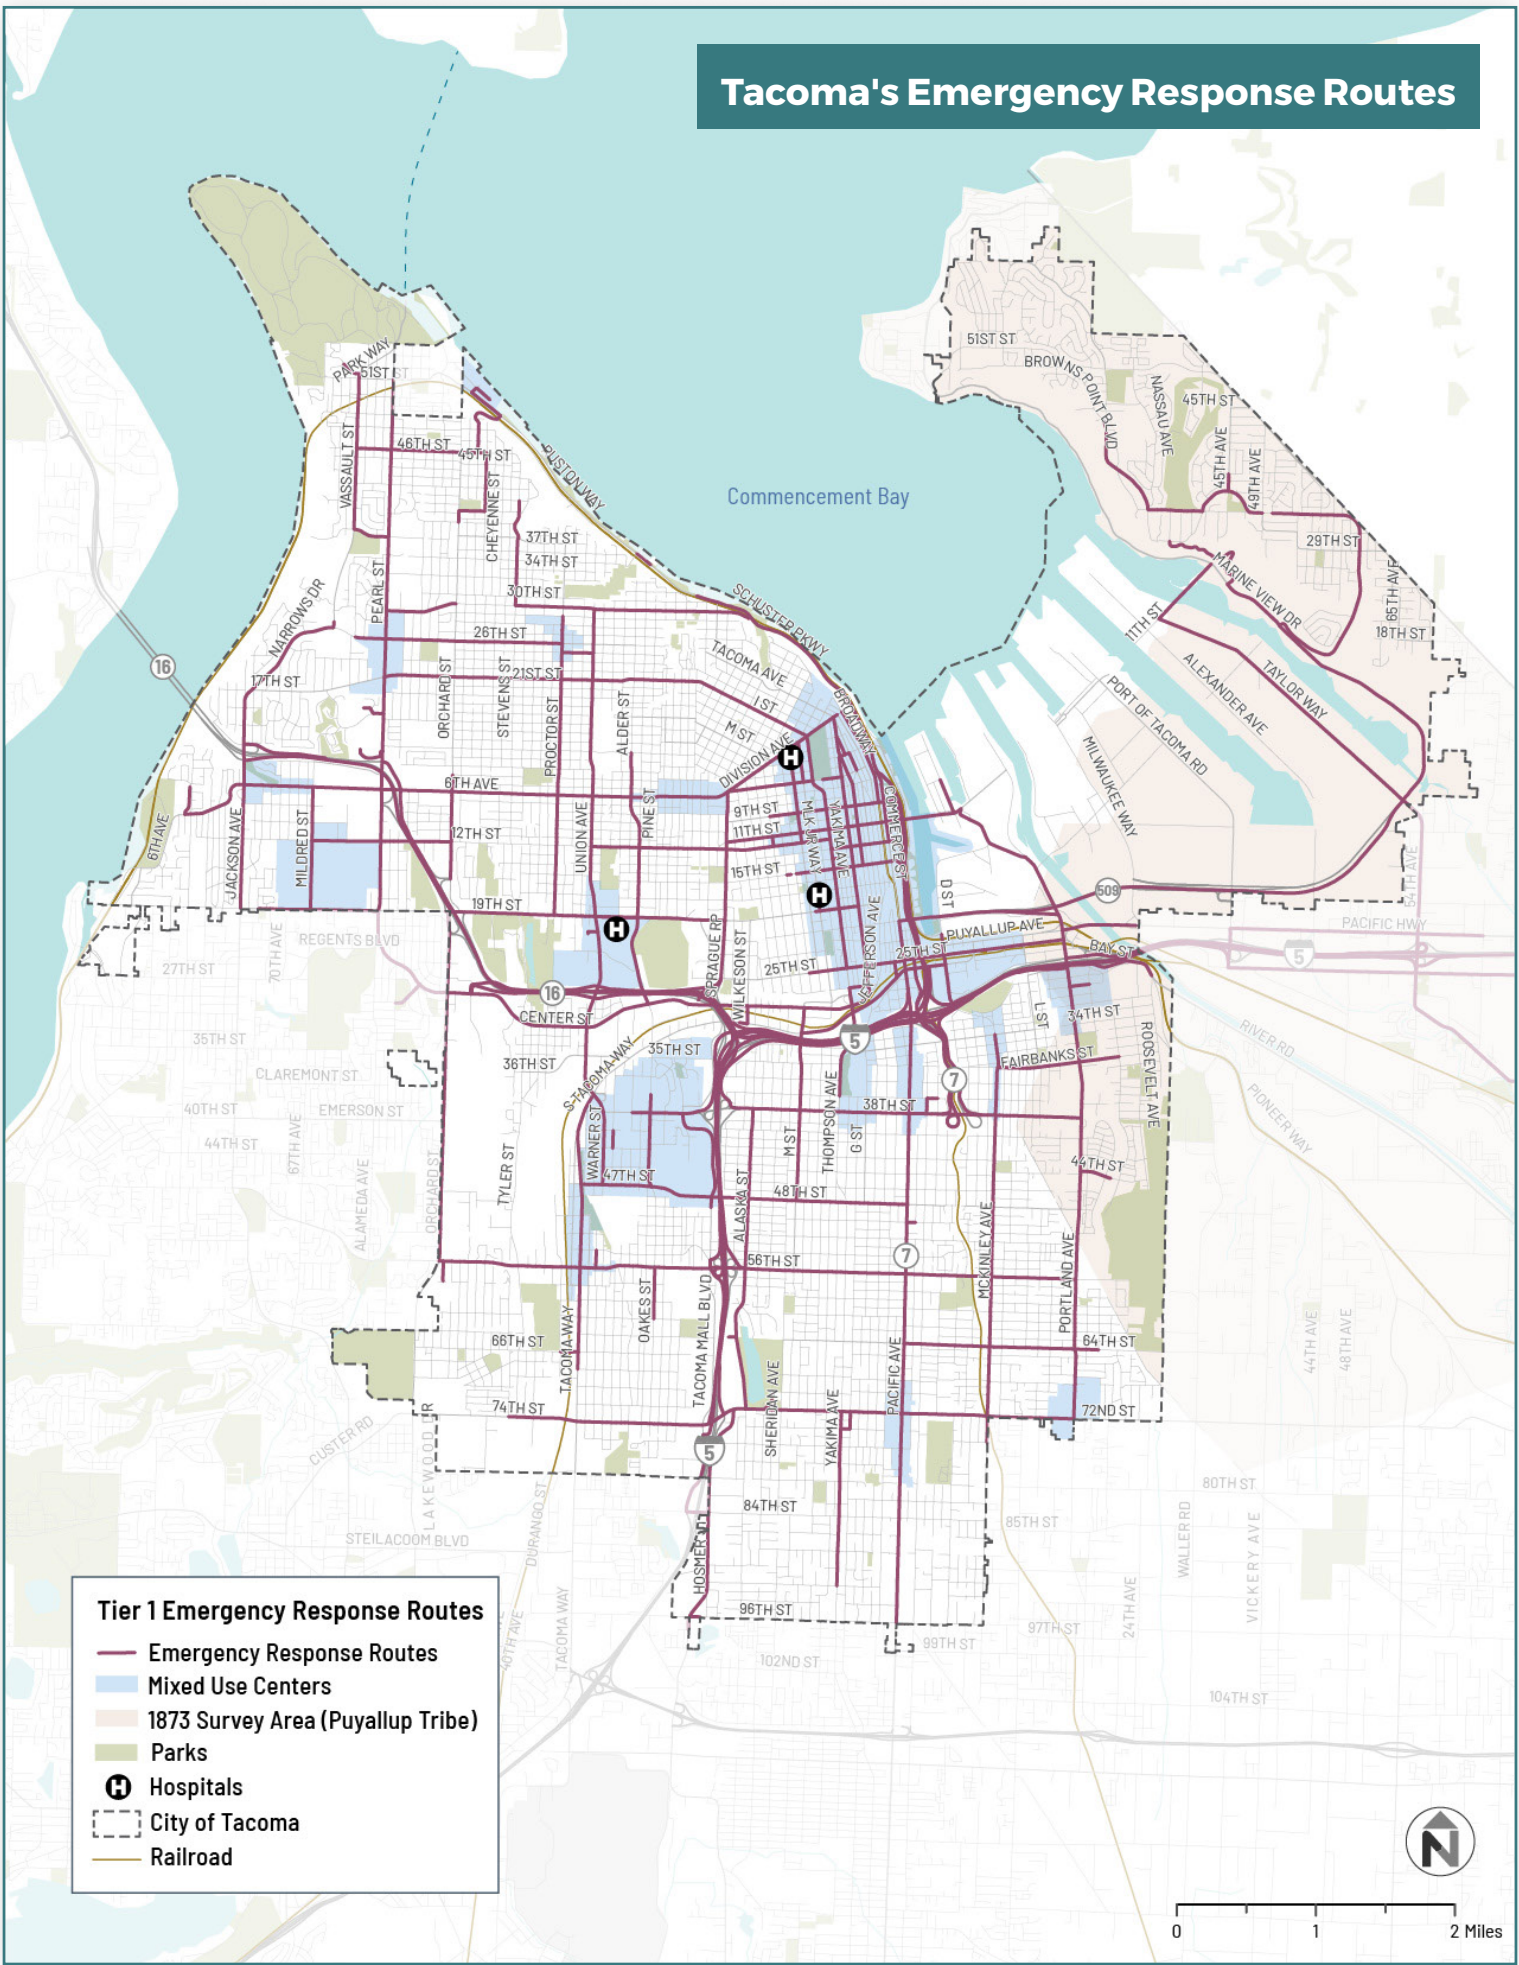 Tacoma's Emergency Response Routes
51ST ST
BROWNS POINT BLVD
NASSAU AVE
45TH ST
45TH AVE
49TH AVE
PARK WAY
51ST ST
46TH ST
45TH ST
VASSAULT ST
CHEYENNE ST
RUSTON WAY
Commencement Bay
37TH ST
34TH ST
30TH ST
29TH ST
MARINE VIEW DR
65TH AVE
18TH ST
11TH ST
NARROWS DR
PEARL ST
SCHUSTER PKWY
26TH ST
TACOMA AVE
16
17TH ST
21ST ST
ORCHARD ST
STEVENS ST
PROCTOR ST
ALDER ST
I ST
M ST
BROADWAY
ALEXANDER AVE
TAYLOR WAY
PORT OF TACOMA RD
MILWAUKEE WAY
DIVISION AVE
H
6TH AVE
6TH AVE
JACKSON AVE
MILDRED ST
12TH ST
UNION AVE
PINE ST
9TH ST
11TH ST
15TH ST
MLK JR WAY
YAKIMA AVE
COMMERCE ST
H
D ST
509
54TH AVE
19TH ST
H
PACIFIC HWY
REGENTS BLVD
70TH AVE
27TH ST
SPRAGUE RP
WILKESON ST
JEFFERSON AVE
PUYALLUP AVE
25TH ST
BAY ST
5
25TH ST
16
CENTER ST
L ST
34TH ST
ROOSEVELT AVE
RIVER RD
35TH ST
36TH ST
S TACOMA WAY
35TH ST
5
FAIRBANKS ST
CLAREMONT ST
7
40TH ST
EMERSON ST
38TH ST
PIONEER WAY
44TH ST
67TH AVE
ALAMEDA AVE
ORCHARD ST
TYLER ST
WARNER ST
47TH ST
M ST
THOMPSON AVE
G ST
44TH ST
ALASKA ST
48TH ST
MCKINLEY AVE
PORTLAND AVE
56TH ST
7
OAKES ST
TACOMA MALL BLVD
66TH ST
TACOMA WAY
64TH ST
44TH AVE
48TH AVE
PACIFIC AVE
SHERIDAN AVE
YAKIMA AVE
74TH ST
72ND ST
CUSTER RD
LAKEWOOD DR
5
80TH ST
84TH ST
85TH ST
DURANGO ST
STEILACOOM BLVD
HOSMER ST
WALLER RD
VICKERY AVE
24TH AVE
96TH ST
97TH ST
99TH ST
40TH AVE
TACOMA WAY
102ND ST
104TH ST
Tier 1 Emergency Response Routes
Emergency Response Routes
Mixed Use Centers
1873 Survey Area (Puyallup Tribe)
Parks
H Hospitals
City of Tacoma
Railroad
N
0 1 2 Miles